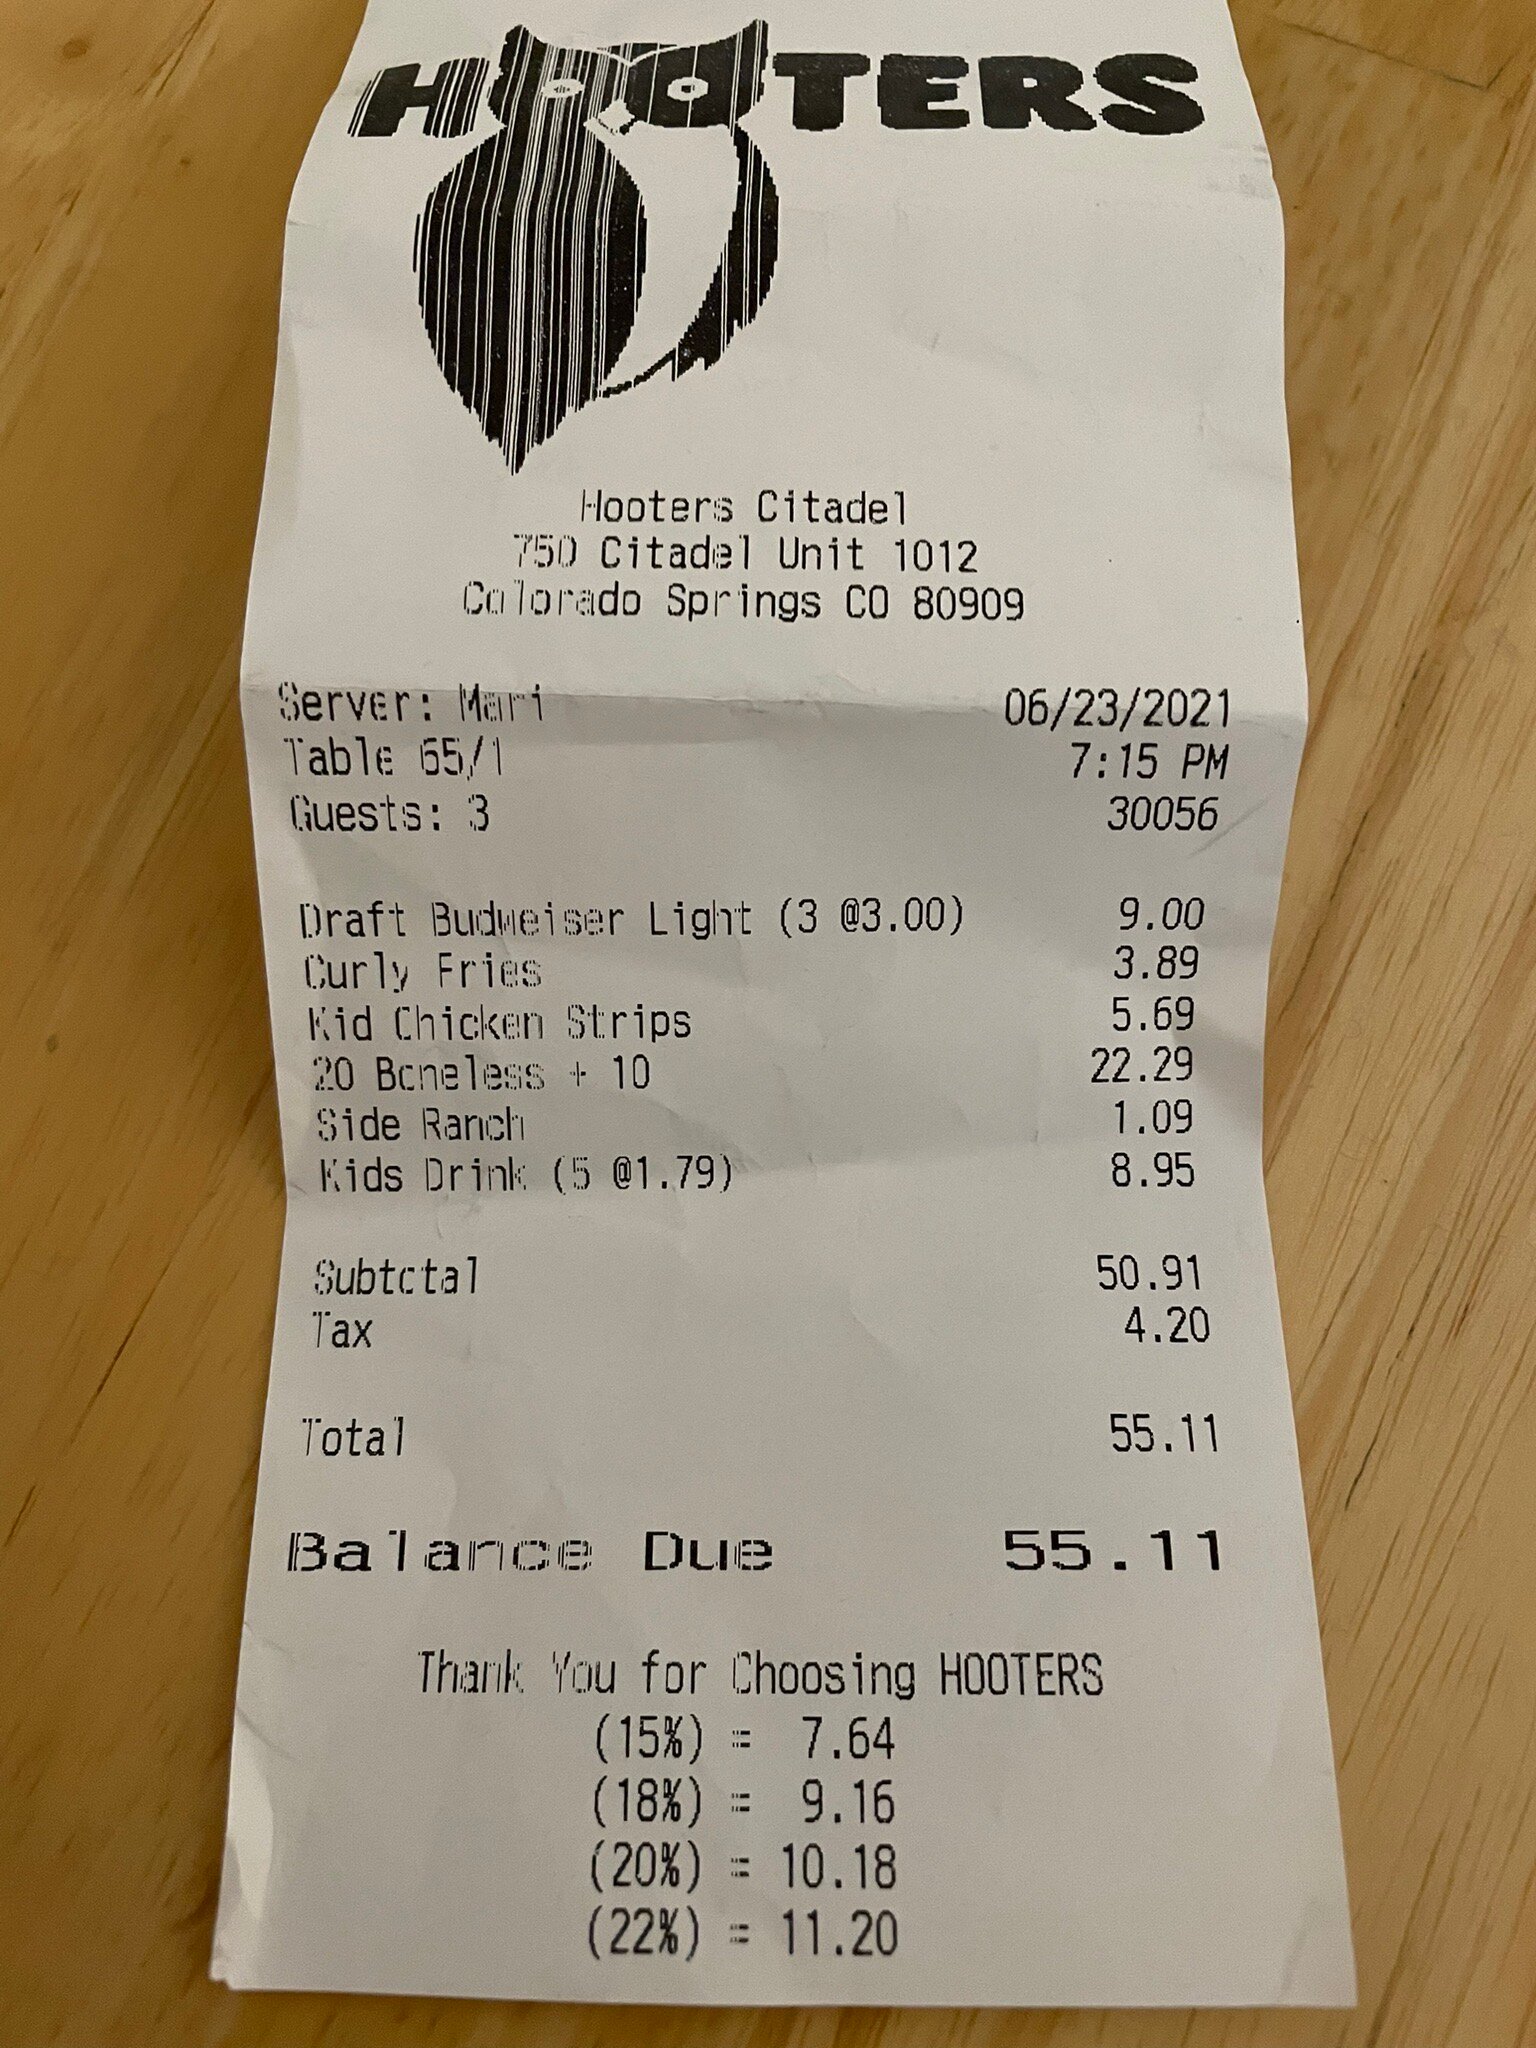 HOOTERS
Hooters Citadel
750 Citadel Unit 1012
Colorado Springs CO 80909
Server: Mari 06/23/2021
Table 65/1 7:15 PM
Guests: 3 30056
Draft Budweiser Light (3 @3.00) 9.00
Curly Fries 3.89
Kid Chicken Strips 5.69
20 Boneless + 10 22.29
Side Ranch 1.09
Kids Drink (5 @1.79) 8.95
Subtotal 50.91
Tax 4.20
Total 55.11
Balance Due 55.11
Thank You for Choosing HOOTERS
(15%) = 7.64
(18%) = 9.16
(20%) = 10.18
(22%) = 11.20